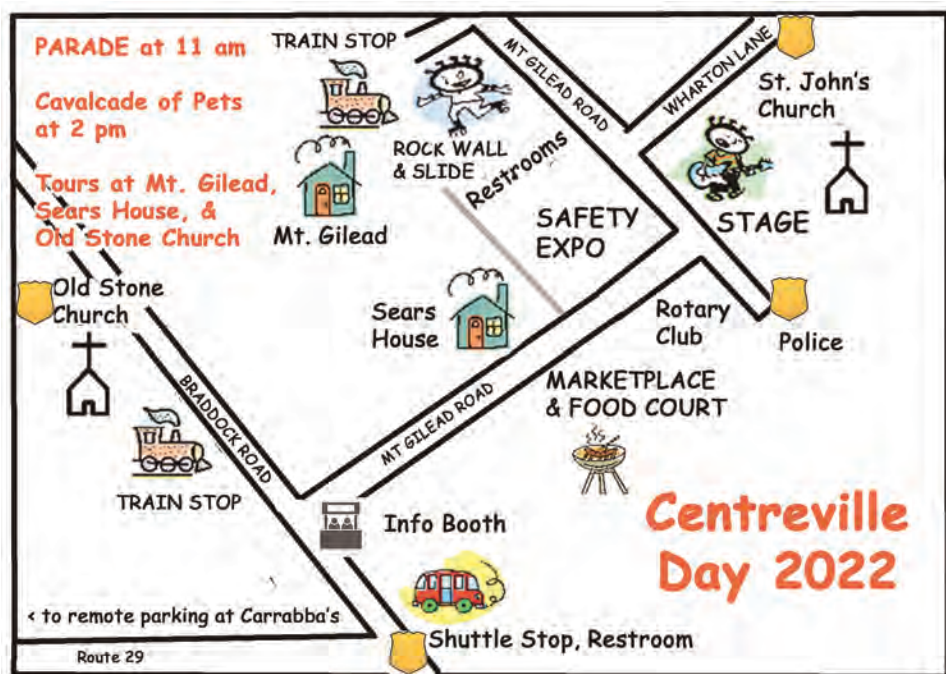 PARADE at 11 am
Cavalcade of Pets
at 2 pm
Tours at Mt. Gilead,
Sears House, &
Old Stone Church
TRAIN STOP
ROCK WALL
& SLIDE
Restrooms
MT GILEAD ROAD
WHARTON LANE
St. John's
Church
STAGE
SAFETY
EXPO
Mt. Gilead
Old Stone
Church
Sears
House
Rotary
Club
Police
BRADDOCK ROAD
MT GILEAD ROAD
MARKETPLACE
& FOOD COURT
TRAIN STOP
Info Booth
Centreville
Day 2022
< to remote parking at Carrabba's
Shuttle Stop, Restroom
Route 29